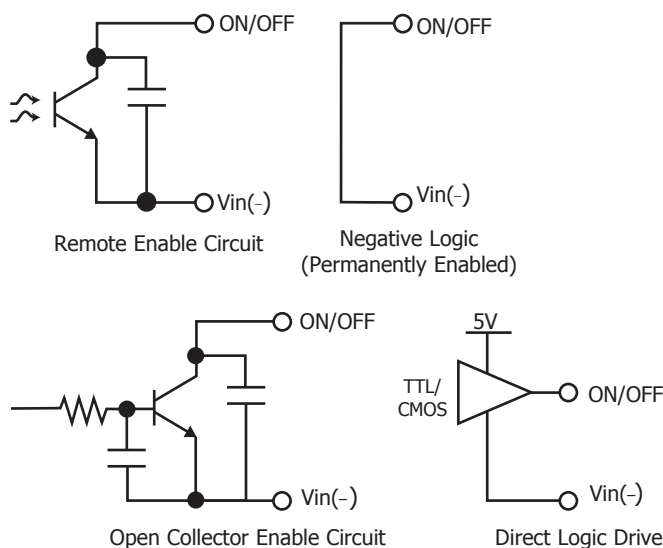 ON/OFF
Vin(–)
Remote Enable Circuit
ON/OFF
Vin(–)
Negative Logic
(Permanently Enabled)
ON/OFF
Vin(–)
Open Collector Enable Circuit
5V
TTL/
CMOS
ON/OFF
Vin(–)
Direct Logic Drive